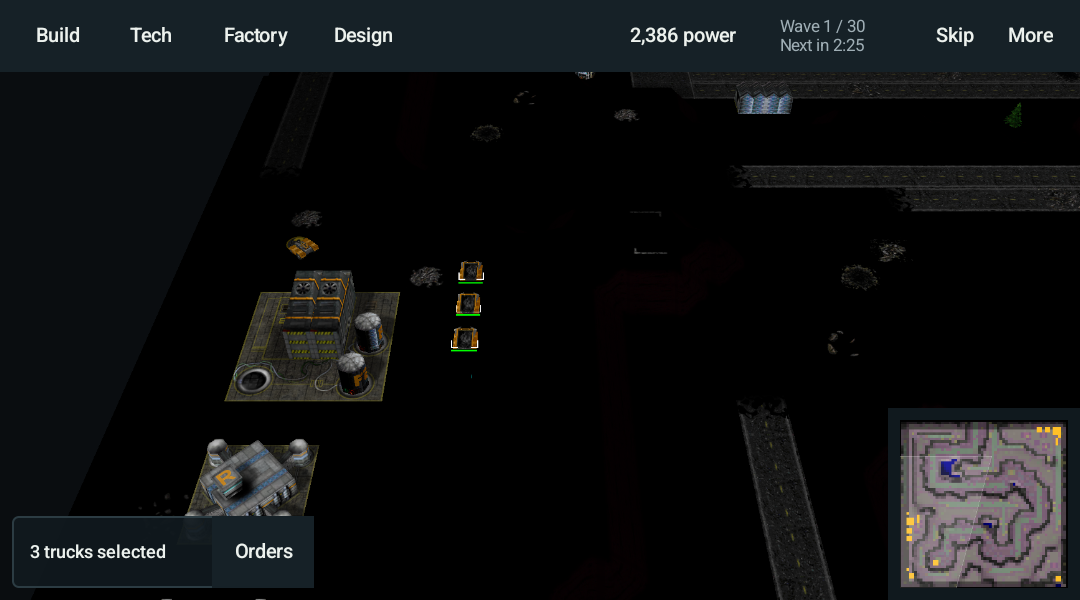 Build
Tech
Factory
Design
2,386 power
Wave 1 / 30
Next in 2:25
Skip
More
R
3 trucks selected
Orders